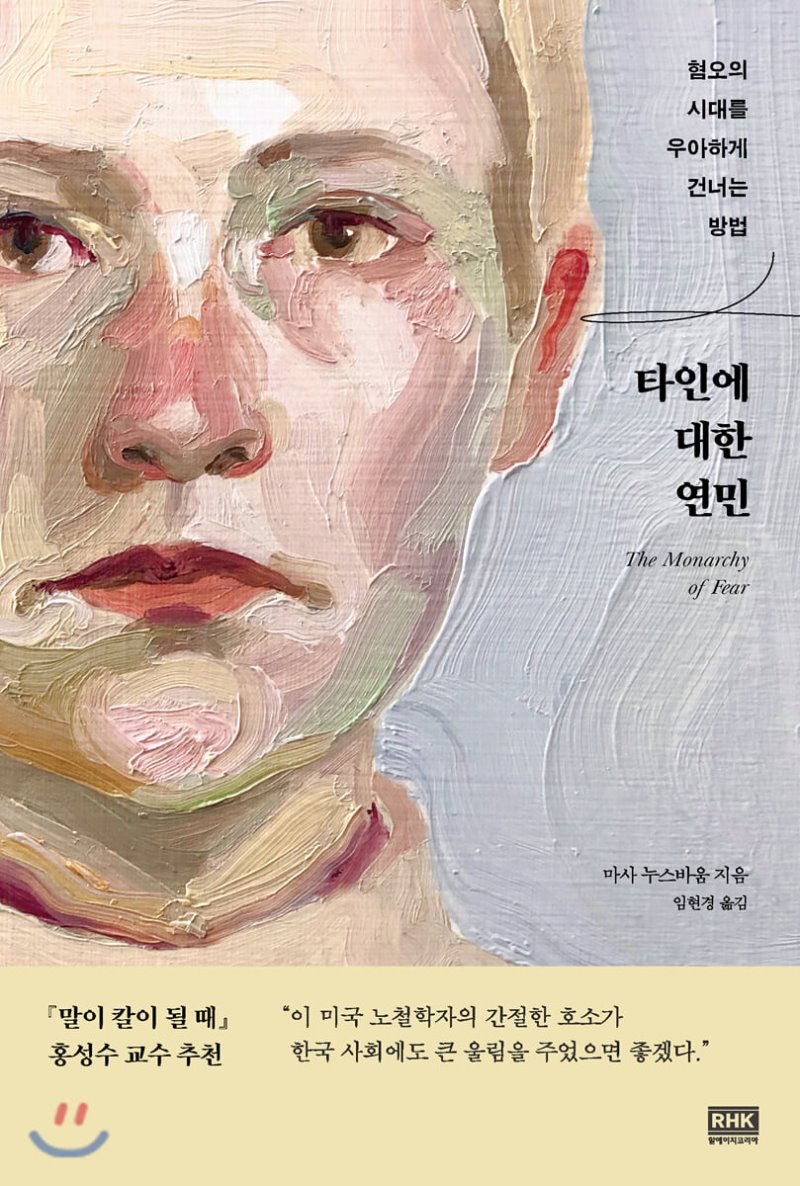 혐오의
시대를
우아하게
건너는
방법
타인에
대한
연민
The Monarchy
of Fear
마사 누스바움 지음
임현경 옮김
『말이 칼이 될 때』
홍성수 교수 추천
“이 미국 노철학자의 간절한 호소가
한국 사회에도 큰 울림을 주었으면 좋겠다.”
RHK
알에이치코리아